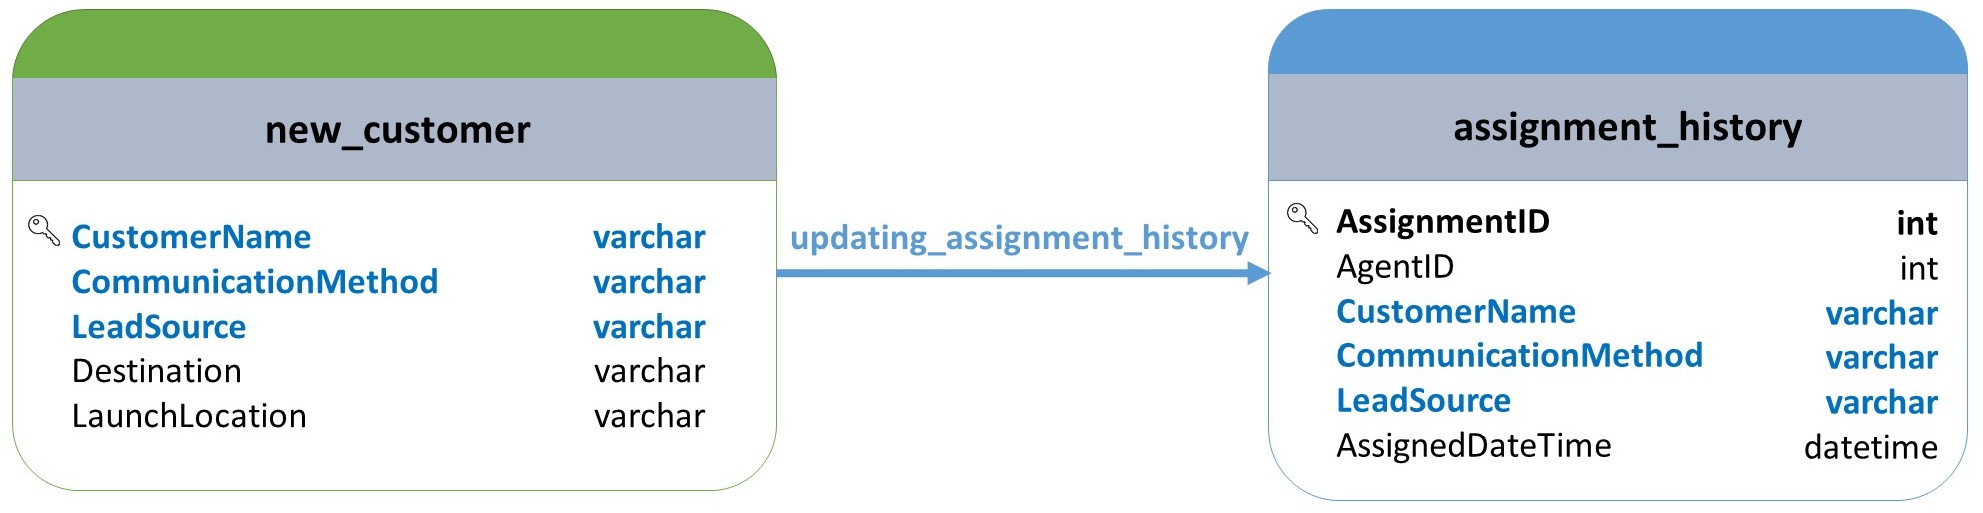 new_customer
CustomerName varchar
CommunicationMethod varchar
LeadSource varchar
Destination varchar
LaunchLocation varchar
updating_assignment_history
assignment_history
AssignmentID int
AgentID int
CustomerName varchar
CommunicationMethod varchar
LeadSource varchar
AssignedDateTime datetime